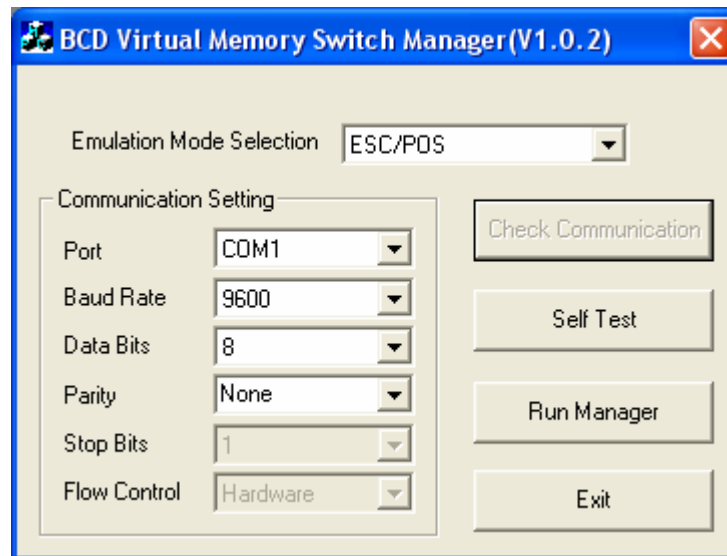 BCD Virtual Memory Switch Manager(V1.0.2)
Emulation Mode Selection ESC/POS
Communication Setting
Port COM1
Baud Rate 9600
Data Bits 8
Parity None
Stop Bits 1
Flow Control Hardware
Check Communication
Self Test
Run Manager
Exit